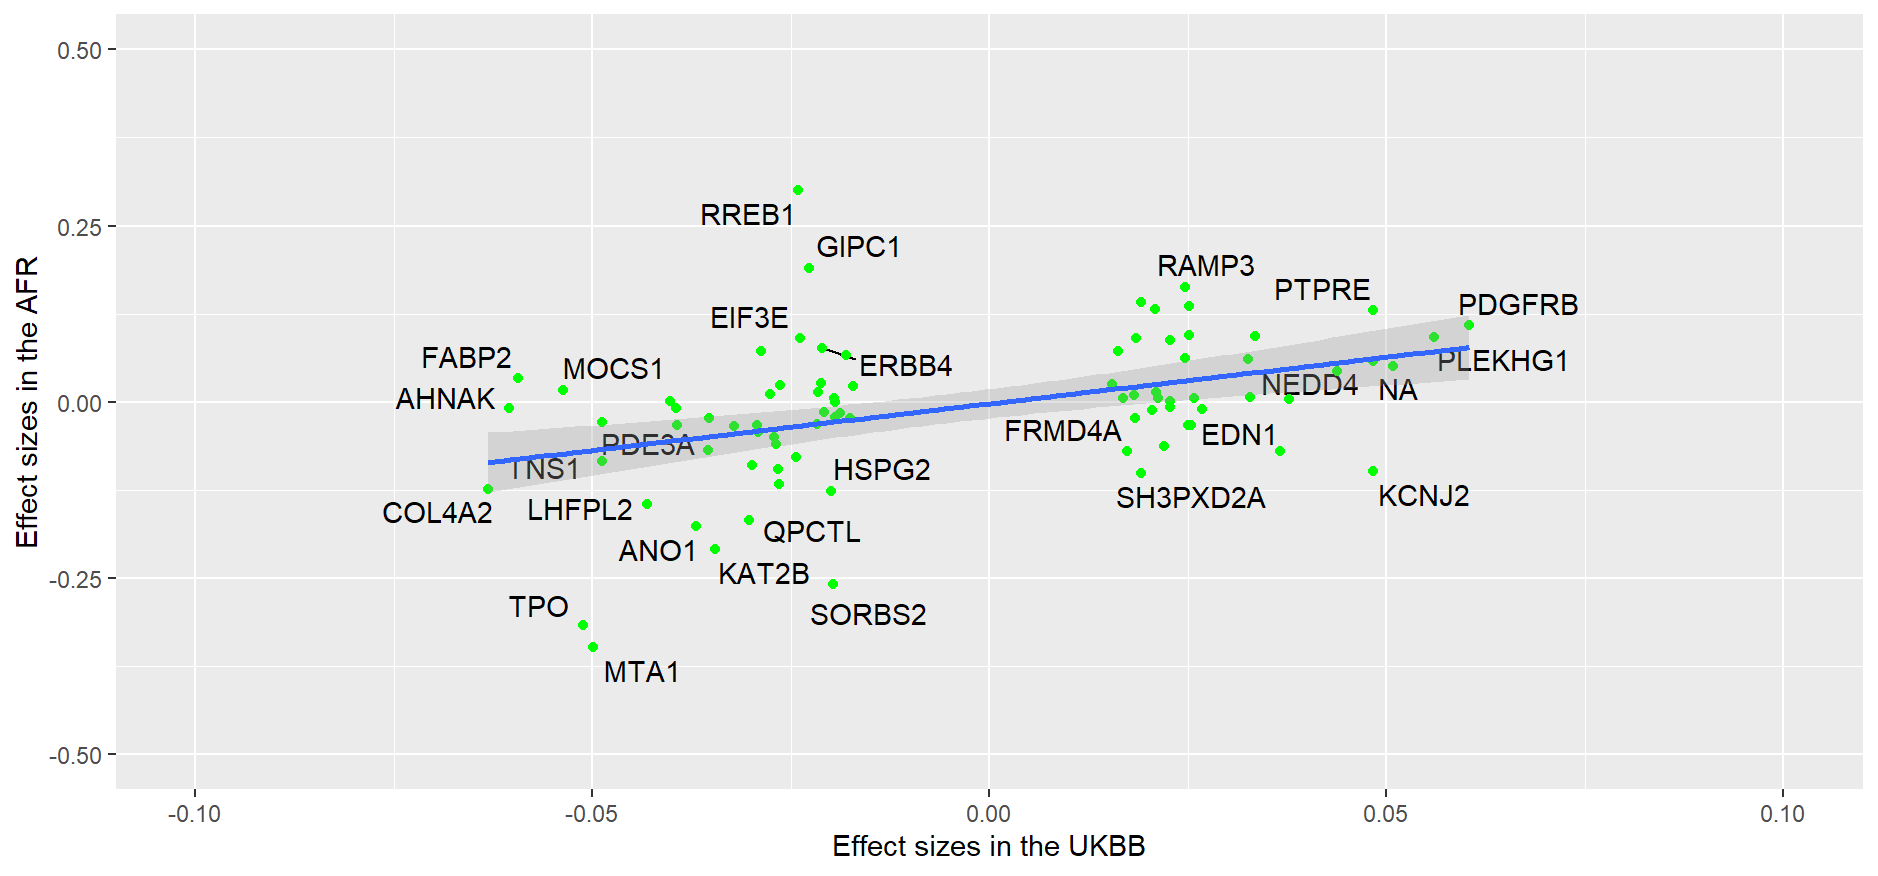 0.50
0.25
0.00
-0.25
-0.50
Effect sizes in the AFR
RREB1
GIPC1
RAMP3
PTPRE
PDGFRB
EIF3E
FABP2
MOCS1
ERBB4
PLEKHG1
AHNAK
NEDD4
NA
PDE3A
FRMD4A
EDN1
TNS1
HSPG2
COL4A2
LHFPL2
SH3PXD2A
KCNJ2
QPCTL
ANO1
KAT2B
TPO
SORBS2
MTA1
-0.10
-0.05
0.00
0.05
0.10
Effect sizes in the UKBB